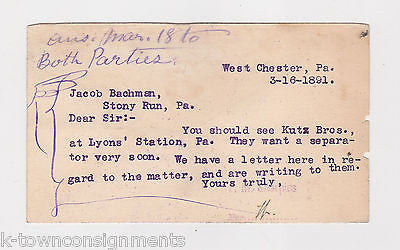 ans. Mar. 18 to
Both Parties.
West Chester, Pa.
3-16-1891.
Jacob Bachman,
Stony Run, Pa.
Dear Sir:-
You should see Kutz Bros.,
at Lyons' Station, Pa. They want a separa-
tor very soon. We have a letter here in re-
gard to the matter, and are writing to them.
Yours truly,
k-townconsignments